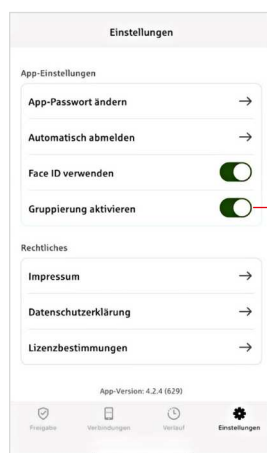 Einstellungen
App-Einstellungen
App-Passwort ändern
Automatisch abmelden
Face ID verwenden
Gruppierung aktivieren
Rechtliches
Impressum
Datenschutzerklärung
Lizenzbestimmungen
App-Version: 4.2.4 (629)
Freigabe Verbindungen Verlauf Einstellungen